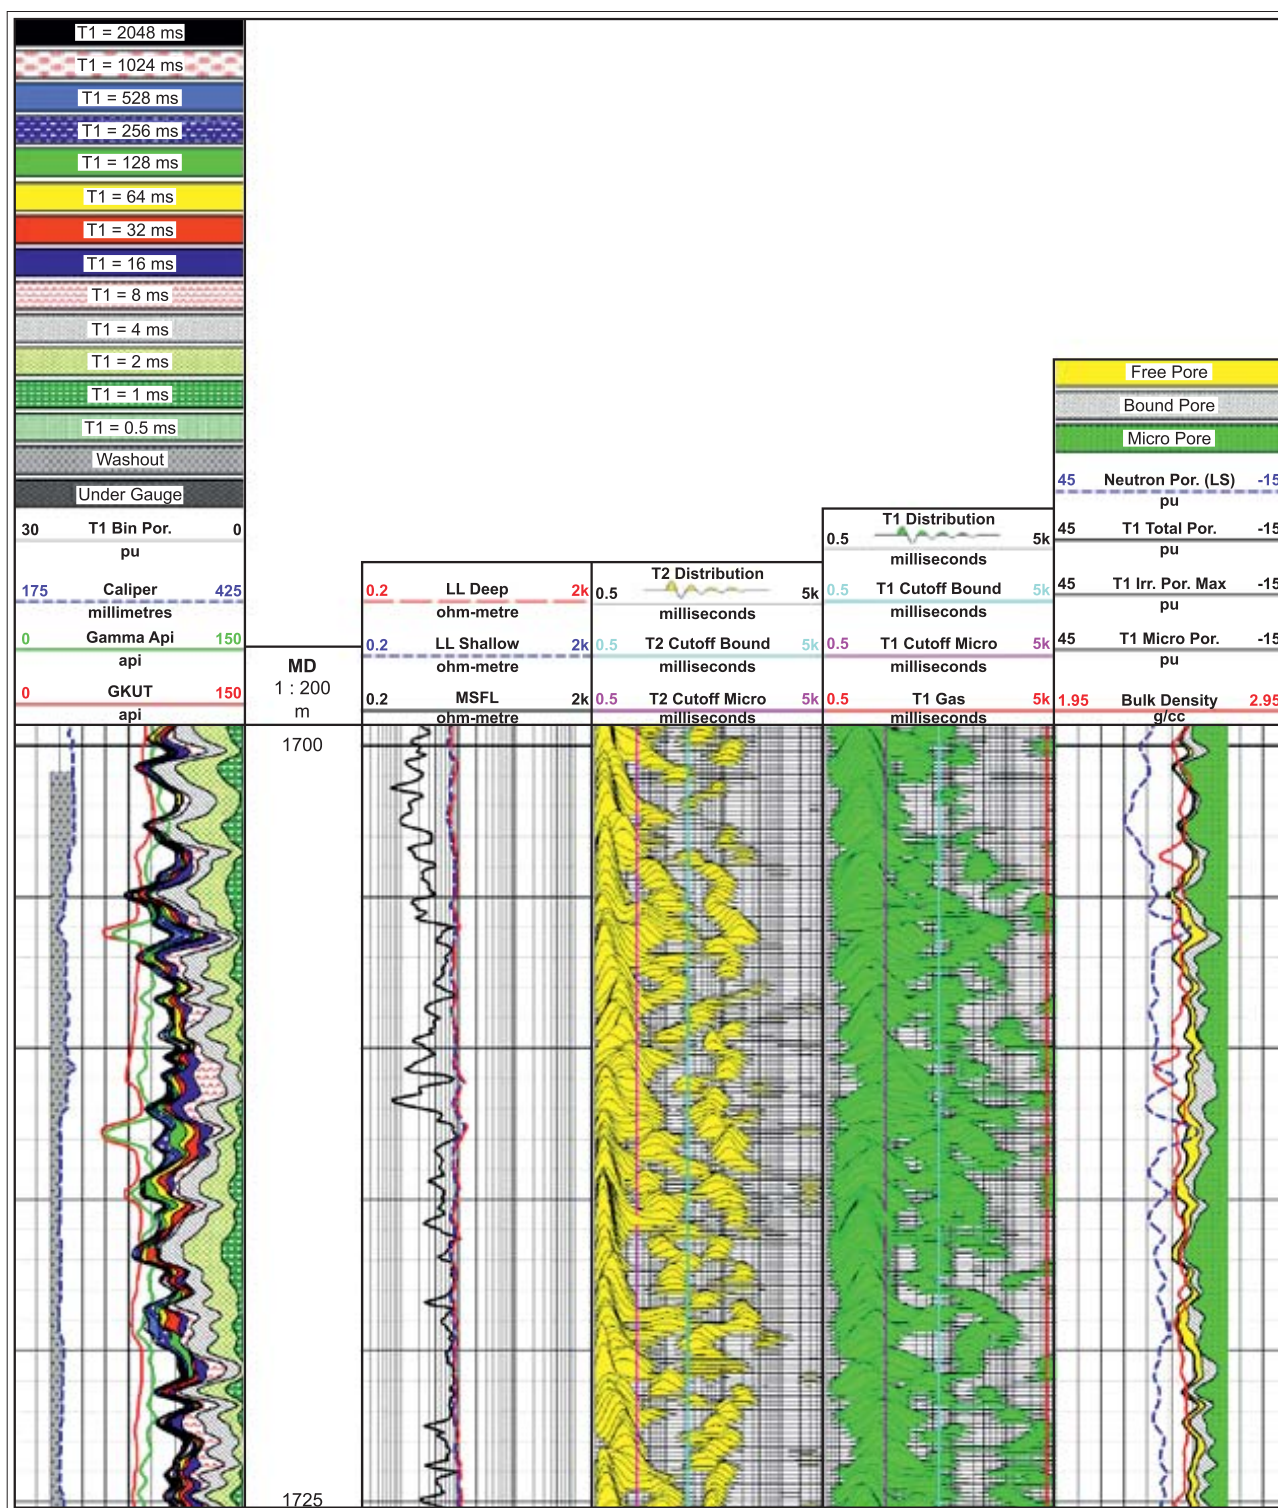 T1 = 2048 ms
T1 = 1024 ms
T1 = 528 ms
T1 = 256 ms
T1 = 128 ms
T1 = 64 ms
T1 = 32 ms
T1 = 16 ms
T1 = 8 ms
T1 = 4 ms
T1 = 2 ms
T1 = 1 ms
T1 = 0.5 ms
Washout
Under Gauge
30 T1 Bin Por. 0
pu
175 Caliper 425
millimetres
0 Gamma Api 150
api
0 GKUT 150
api
MD
1 : 200
m
0.2 LL Deep 2k
ohm-metre
0.2 LL Shallow 2k
ohm-metre
0.2 MSFL 2k
ohm-metre
T2 Distribution
0.5 5k
milliseconds
0.5 T2 Cutoff Bound 5k
milliseconds
0.5 T2 Cutoff Micro 5k
milliseconds
T1 Distribution
0.5 5k
milliseconds
0.5 T1 Cutoff Bound 5k
milliseconds
0.5 T1 Cutoff Micro 5k
milliseconds
0.5 T1 Gas 5k
milliseconds
Free Pore
Bound Pore
Micro Pore
45 Neutron Por. (LS) -15
pu
45 T1 Total Por. -15
pu
45 T1 Irr. Por. Max -15
pu
45 T1 Micro Por. -15
pu
1.95 Bulk Density 2.95
g/cc
1700
1725